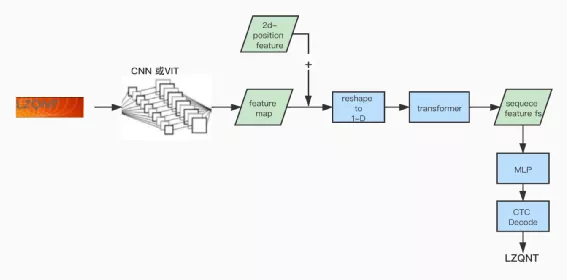 2d-
position
feature
CNN 或VIT
+
LZQNT
feature
map
reshape
to
1-D
transformer
sequece
feature fs
MLP
CTC
Decode
LZQNT